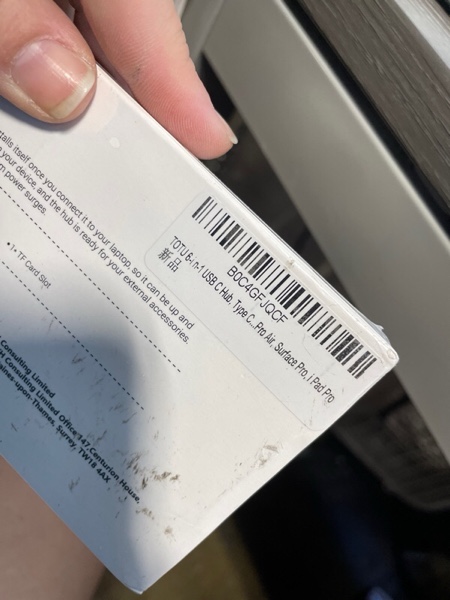 talls itself once you connect it to your laptop, so it can be up and
your device, and the hub is ready for your external accessories.
power surges.
•1* TF Card Slot
Consulting Limited
Consulting Limited Office 147, Centurion House,
Staines-upon-Thames, Surrey, TW18 4AX
B0C4GFJQCF
TOTU 6-in-1 USB C Hub, Type C...Pro Air, Surface Pro, iPad Pro
新品